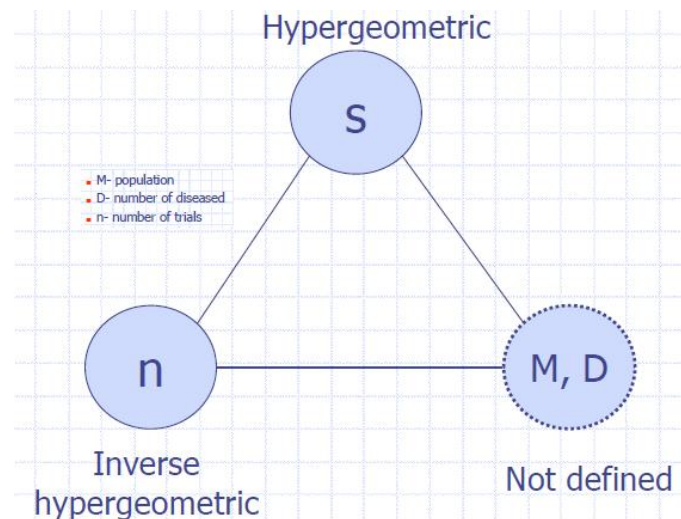 Hypergeometric
s
M- population
D- number of diseased
n- number of trials
n
M, D
Inverse
hypergeometric
Not defined